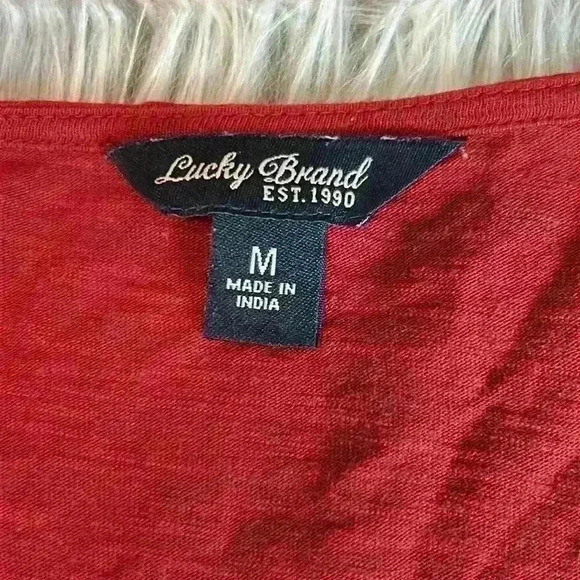 Lucky Brand
EST. 1990
M
MADE IN
INDIA